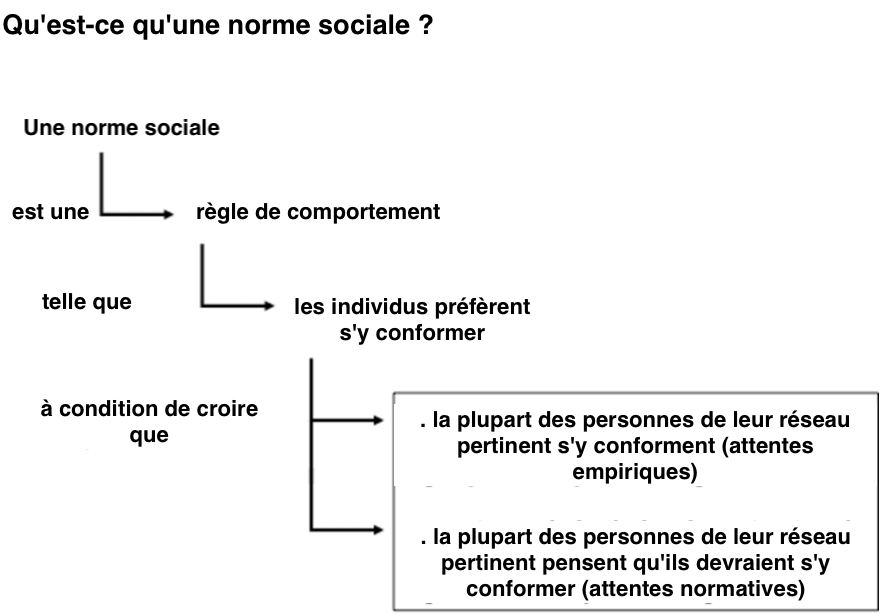 Qu'est-ce qu'une norme sociale ?
Une norme sociale
est une
règle de comportement
telle que
les individus préfèrent
s'y conformer
à condition de croire
que
. la plupart des personnes de leur réseau
pertinent s'y conforment (attentes
empiriques)
. la plupart des personnes de leur réseau
pertinent pensent qu'ils devraient s'y
conformer (attentes normatives)